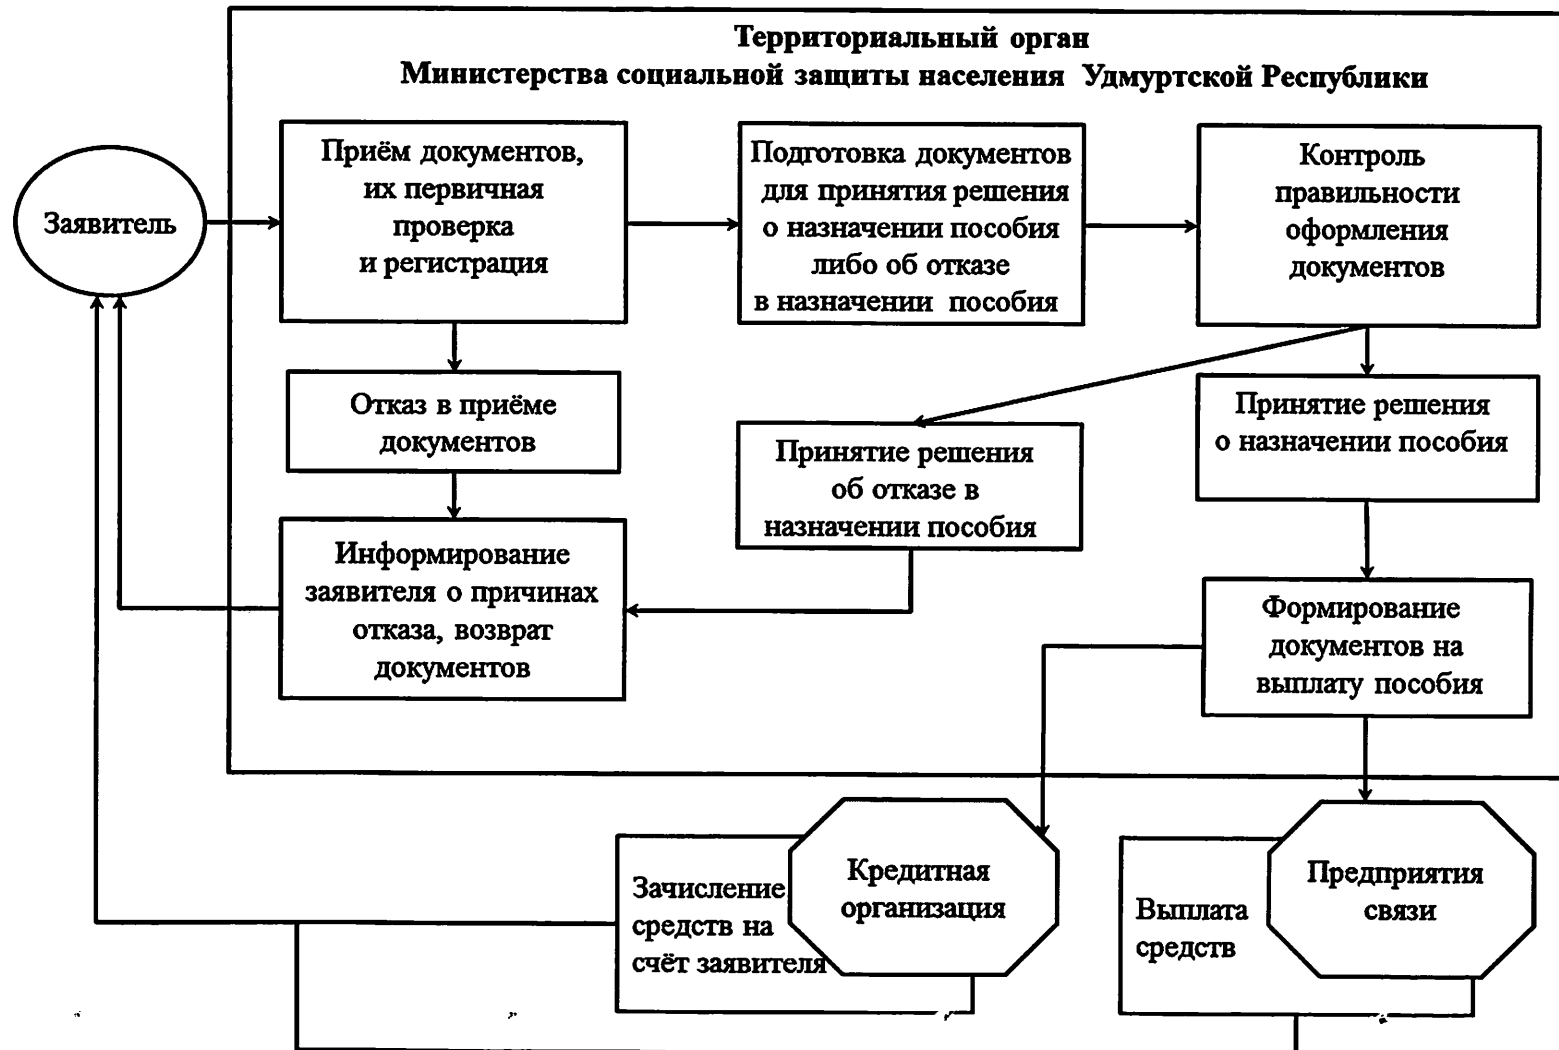 Территориальный орган
Министерства социальной защиты населения Удмуртской Республики
Заявитель
Приём документов,
их первичная
проверка
и регистрация
Подготовка документов
для принятия решения
о назначении пособия
либо об отказе
в назначении пособия
Контроль
правильности
оформления
документов
Отказ в приёме
документов
Принятие решения
об отказе в
назначении пособия
Принятие решения
о назначении пособия
Информирование
заявителя о причинах
отказа, возврат
документов
Формирование
документов на
выплату пособия
Зачисление
средств на
счёт заявителя
Кредитная
организация
Выплата
средств
Предприятия
связи